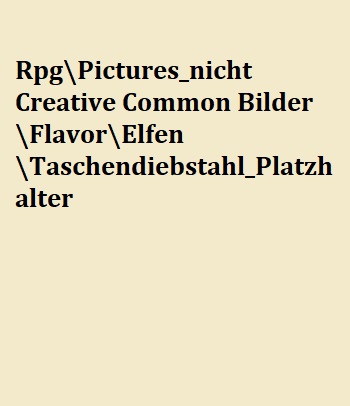 Rpg\Pictures_nicht
Creative Common Bilder
\Flavor\Elfen
\Taschendiebstahl_Platzh
alter